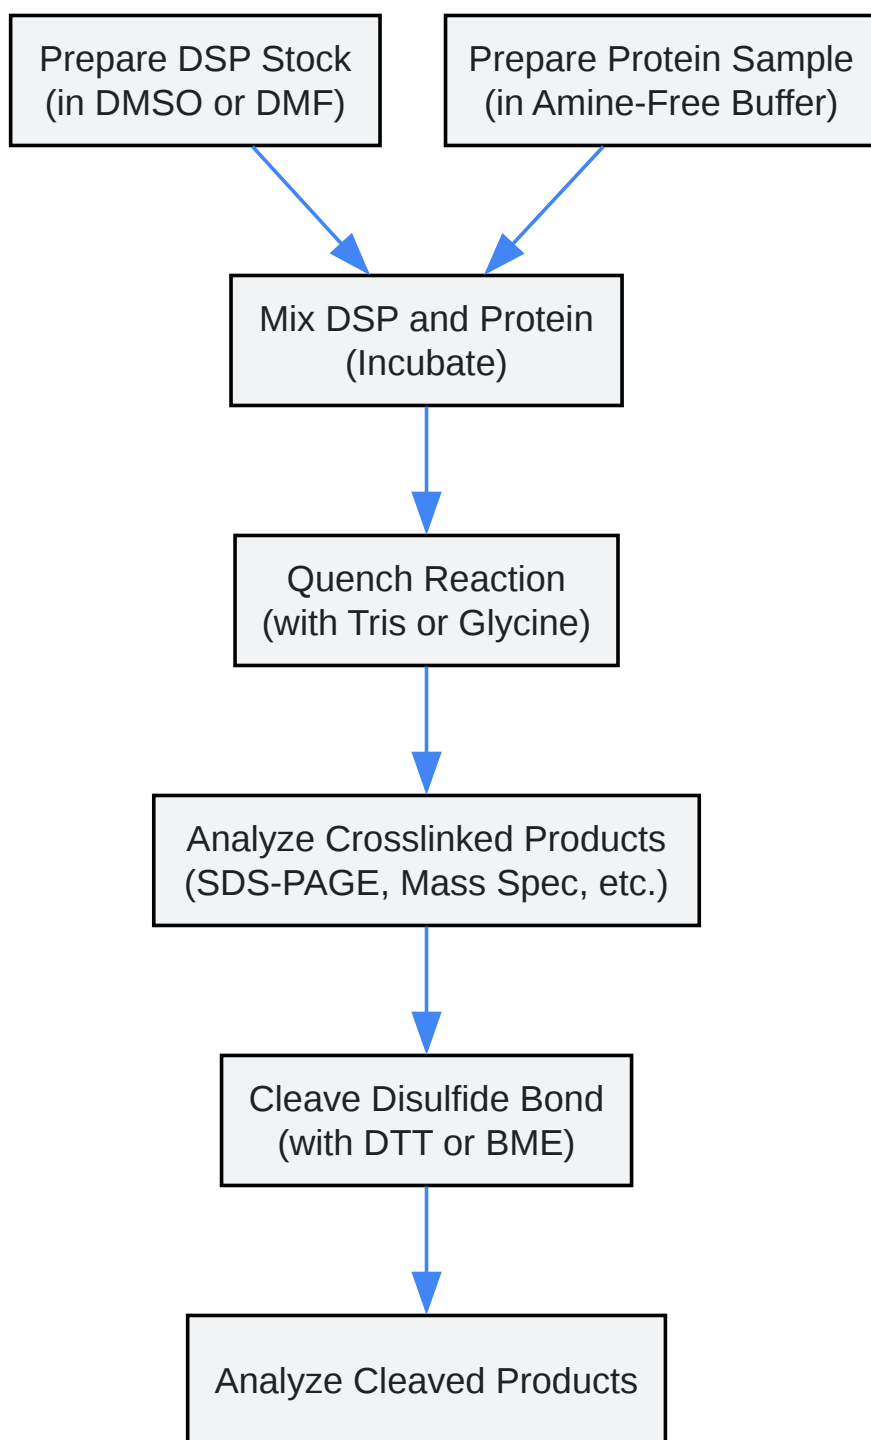 Prepare DSP Stock
(in DMSO or DMF)
Prepare Protein Sample
(in Amine-Free Buffer)
Mix DSP and Protein
(Incubate)
Quench Reaction
(with Tris or Glycine)
Analyze Crosslinked Products
(SDS-PAGE, Mass Spec, etc.)
Cleave Disulfide Bond
(with DTT or BME)
Analyze Cleaved Products